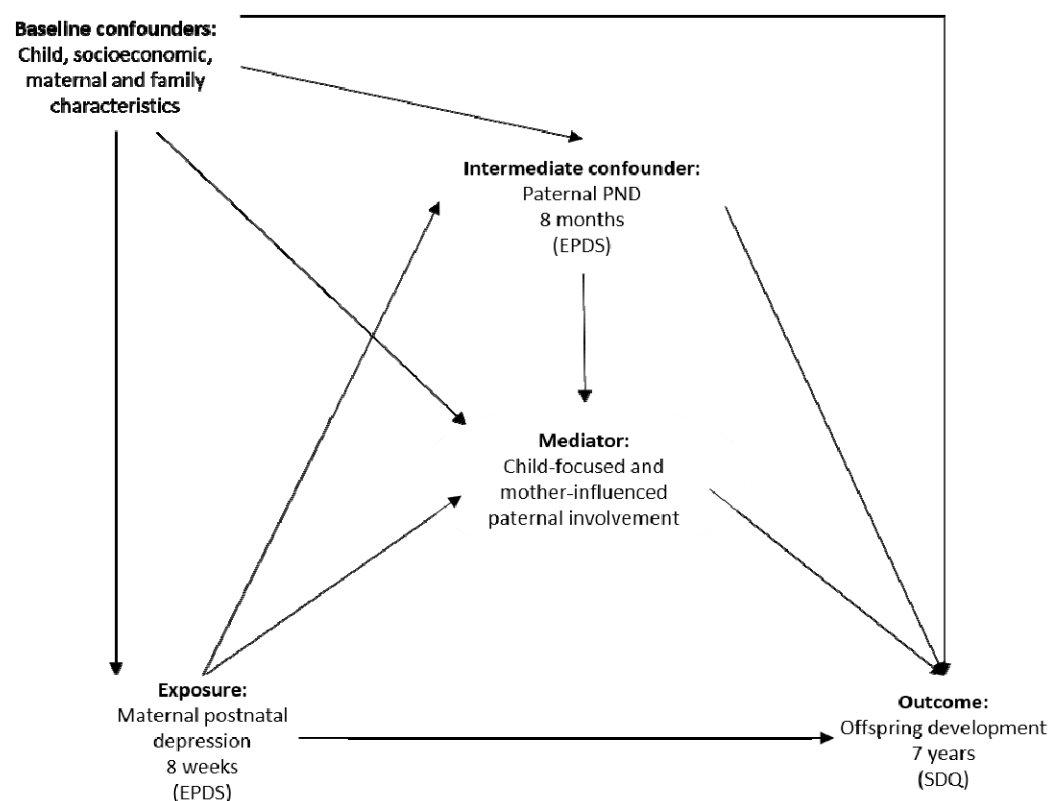 Baseline confounders:
Child, socioeconomic,
maternal and family
characteristics
Intermediate confounder:
Paternal PND
8 months
(EPDS)
Mediator:
Child-focused and
mother-influenced
paternal involvement
Exposure:
Maternal postnatal
depression
8 weeks
(EPDS)
Outcome:
Offspring development
7 years
(SDQ)